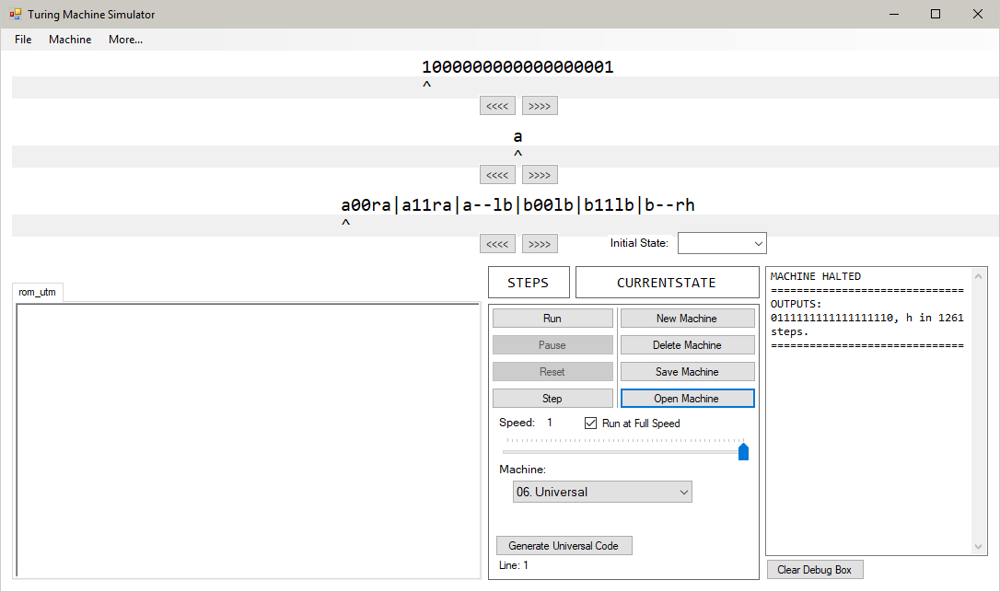 Turing Machine Simulator
File Machine More...
1000000000000000001
^
<<<< >>>>
a
^
<<<< >>>>
a00ra|a11ra|a--lb|b00lb|b11lb|b--rh
^
<<<< >>>>
Initial State:
rom_utm
STEPS CURRENTSTATE
Run New Machine
Pause Delete Machine
Reset Save Machine
Step Open Machine
Speed: 1 Run at Full Speed
Machine:
06. Universal
Generate Universal Code
Line: 1
MACHINE HALTED
==============================
OUTPUTS:
0111111111111111110, h in 1261
steps.
==============================
Clear Debug Box